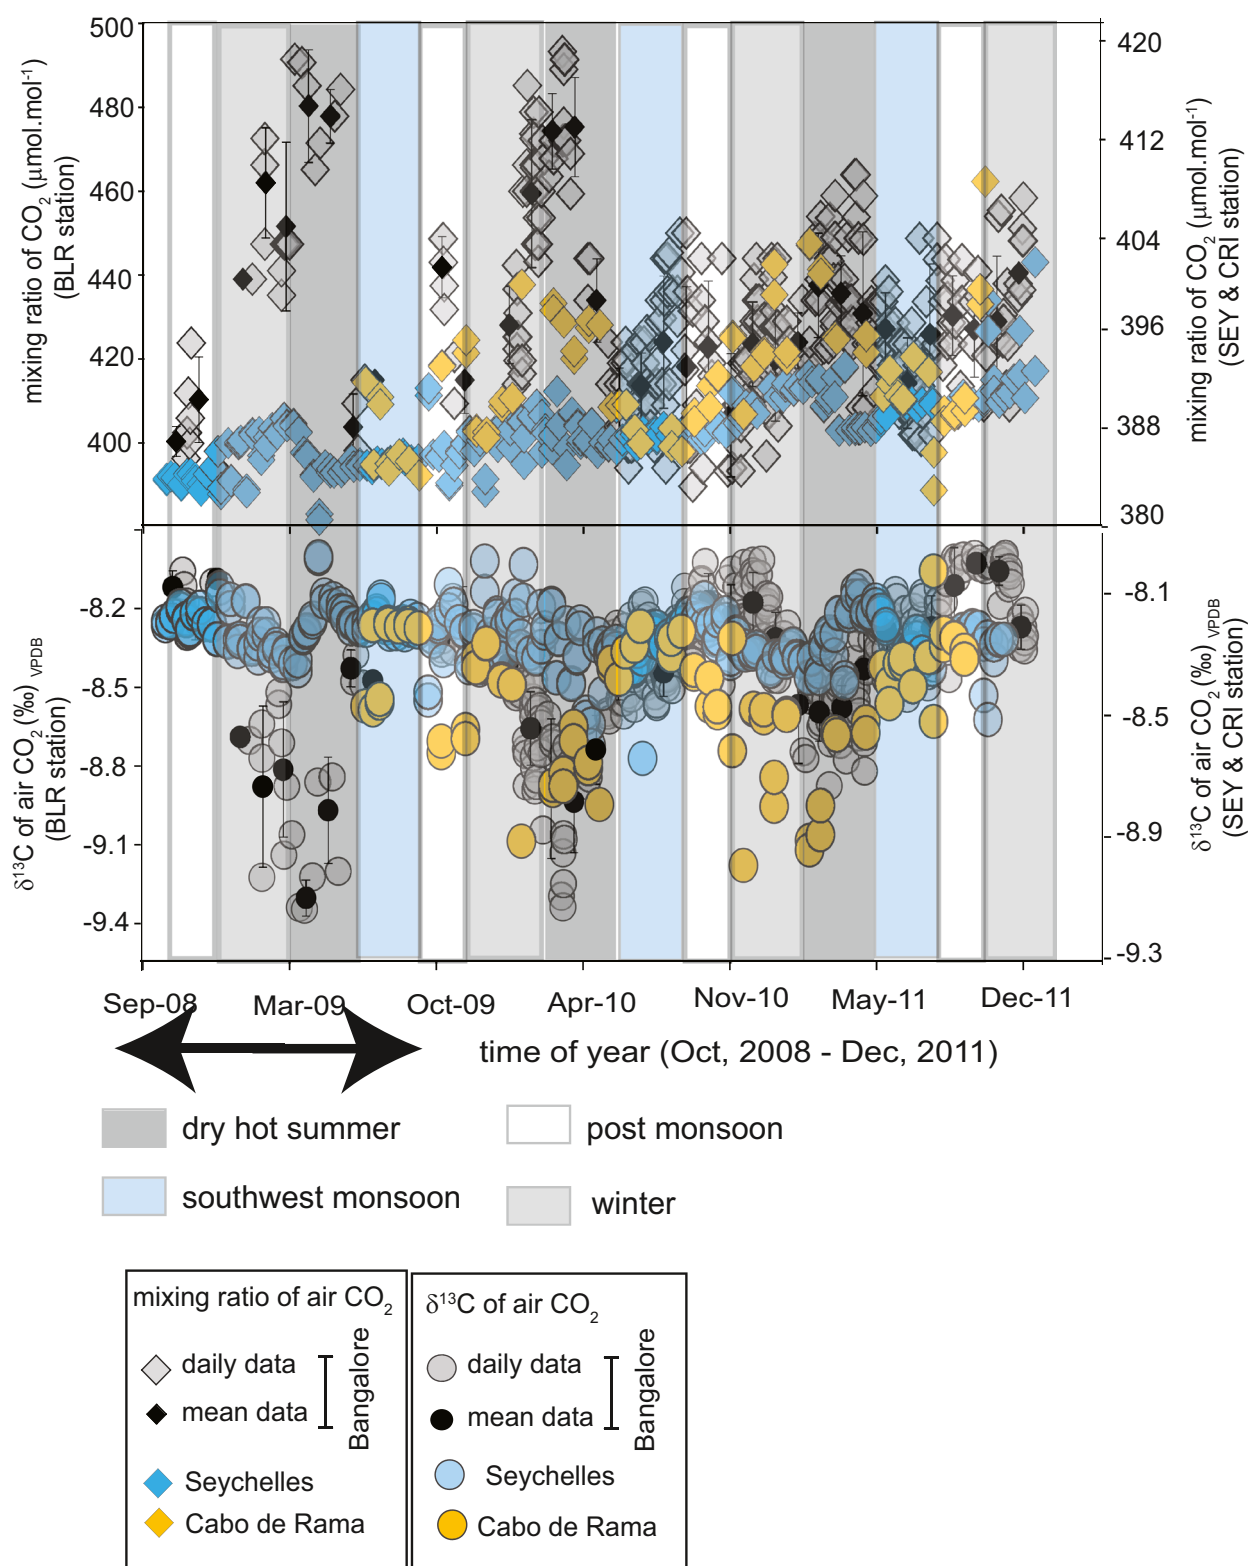 mixing ratio of CO2 (μmol.mol-1)
(BLR station)
500
480
460
440
420
400
420
412
404
396
388
380
mixing ratio of CO2 (μmol.mol-1)
(SEY & CRI station)
δ13C of air CO2 (‰) VPDB
(BLR station)
-8.2
-8.5
-8.8
-9.1
-9.4
-8.1
-8.5
-8.9
-9.3
δ13C of air CO2 (‰) VPDB
(SEY & CRI station)
Sep-08 Mar-09 Oct-09 Apr-10 Nov-10 May-11 Dec-11
time of year (Oct, 2008 - Dec, 2011)
dry hot summer
post monsoon
southwest monsoon
winter
mixing ratio of air CO2
daily data
mean data
Bangalore
Seychelles
Cabo de Rama
δ13C of air CO2
daily data
mean data
Bangalore
Seychelles
Cabo de Rama